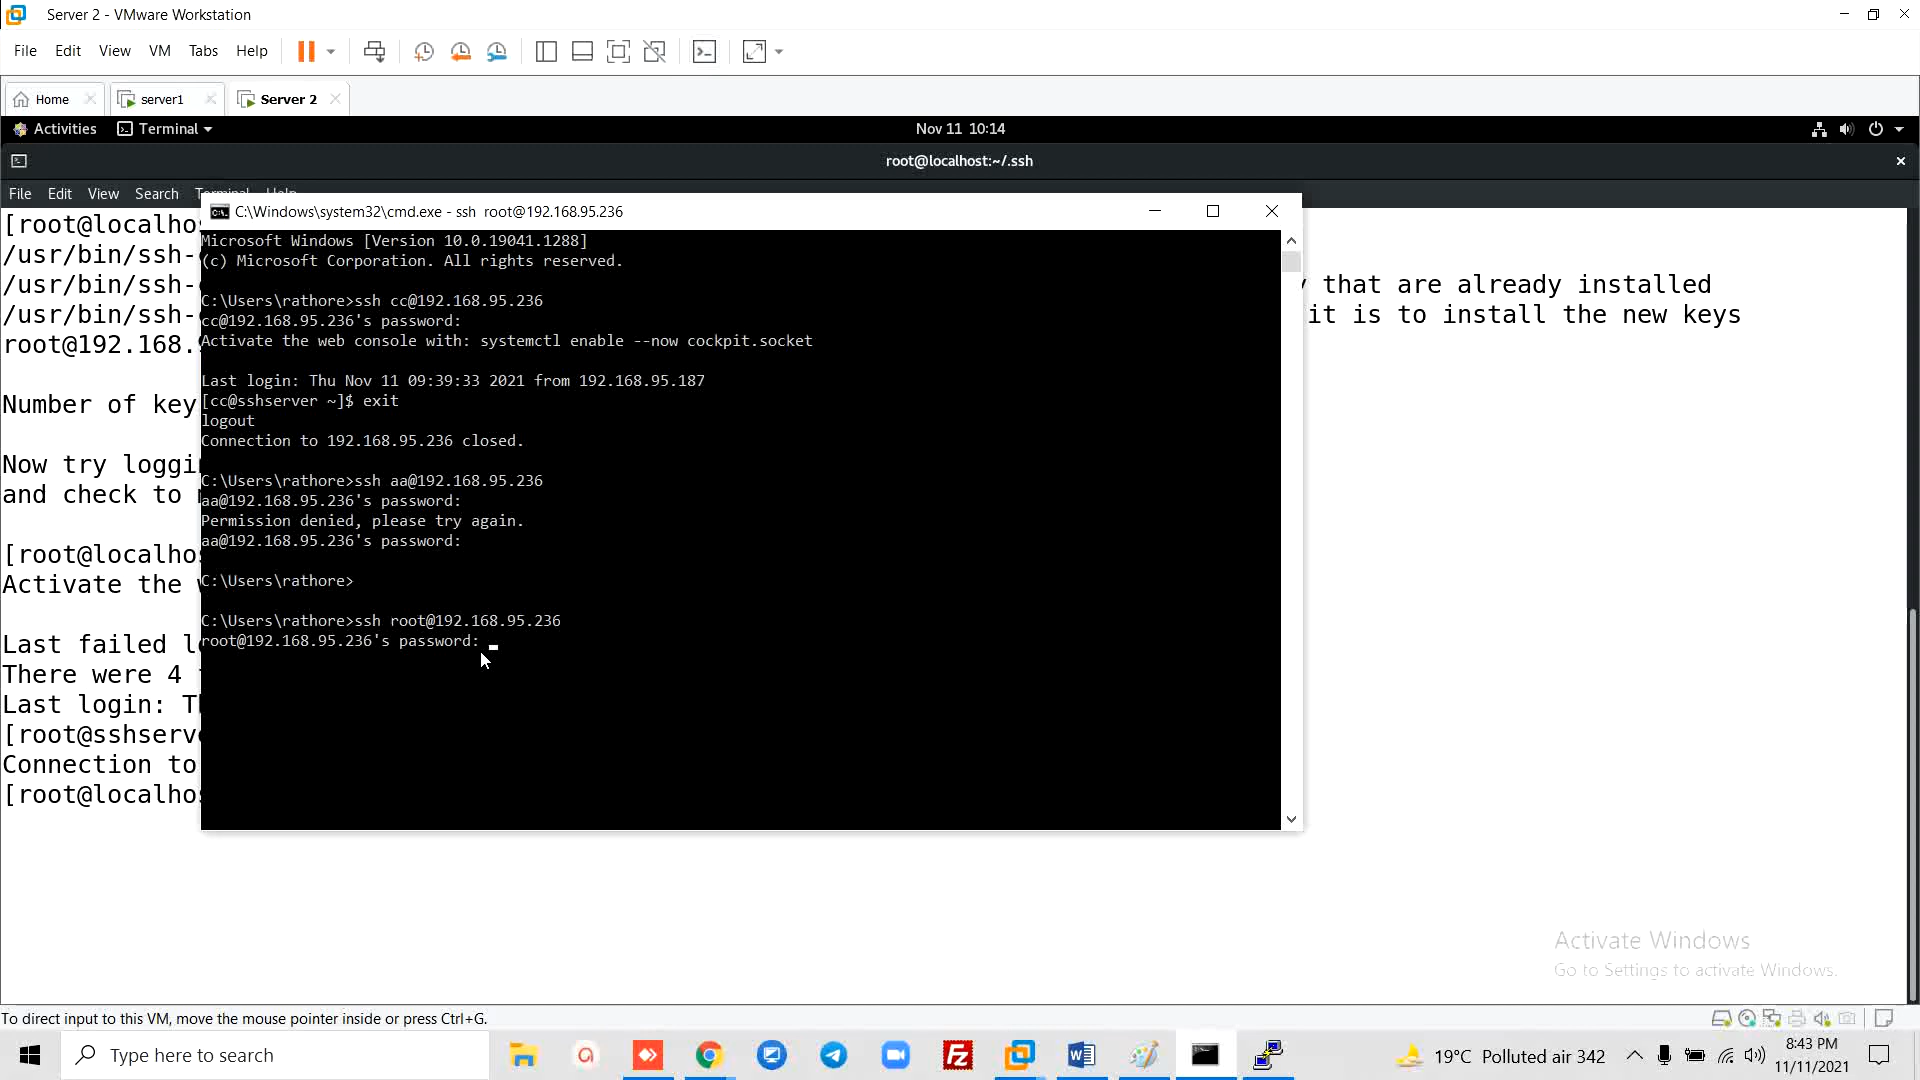 Server 2 - VMware Workstation
File Edit View VM Tabs Help
Home server1 Server 2
Activities Terminal Nov 11 10:14
root@localhost:~/.ssh
File Edit View Search Terminal Help
[root@localho
/usr/bin/ssh-
/usr/bin/ssh- that are already installed
/usr/bin/ssh- it is to install the new keys
root@192.168.
Number of key
Now try loggi
and check to
[root@localho
Activate the
Last failed l
There were 4
Last login: T
[root@sshserv
Connection to
[root@localho
C:\Windows\system32\cmd.exe - ssh root@192.168.95.236
Microsoft Windows [Version 10.0.19041.1288]
(c) Microsoft Corporation. All rights reserved.
C:\Users\rathore>ssh cc@192.168.95.236
cc@192.168.95.236's password:
Activate the web console with: systemctl enable --now cockpit.socket
Last login: Thu Nov 11 09:39:33 2021 from 192.168.95.187
[cc@sshserver ~]$ exit
logout
Connection to 192.168.95.236 closed.
C:\Users\rathore>ssh aa@192.168.95.236
aa@192.168.95.236's password:
Permission denied, please try again.
aa@192.168.95.236's password:
C:\Users\rathore>
C:\Users\rathore>ssh root@192.168.95.236
root@192.168.95.236's password:
Activate Windows
Go to Settings to activate Windows.
To direct input to this VM, move the mouse pointer inside or press Ctrl+G.
Type here to search
19°C Polluted air 342
8:43 PM
11/11/2021